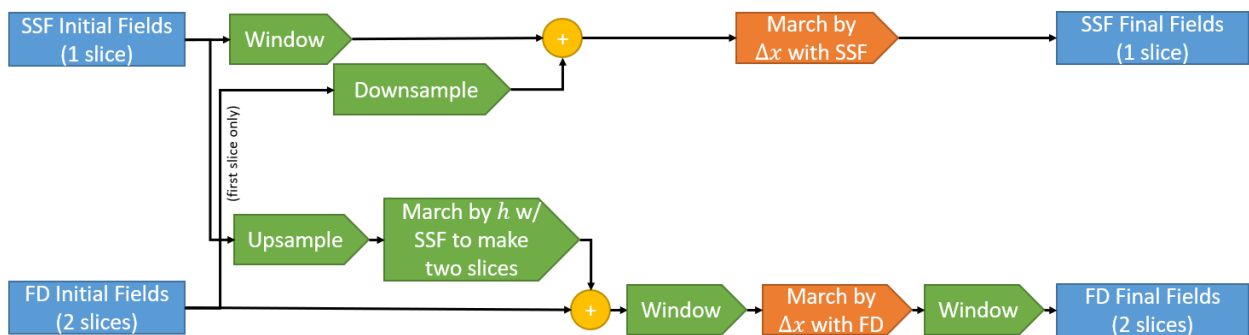 SSF Initial Fields
(1 slice)
Window
+
March by
Δx with SSF
SSF Final Fields
(1 slice)
Downsample
(first slice only)
Upsample
March by h w/
SSF to make
two slices
FD Initial Fields
(2 slices)
+
Window
March by
Δx with FD
Window
FD Final Fields
(2 slices)